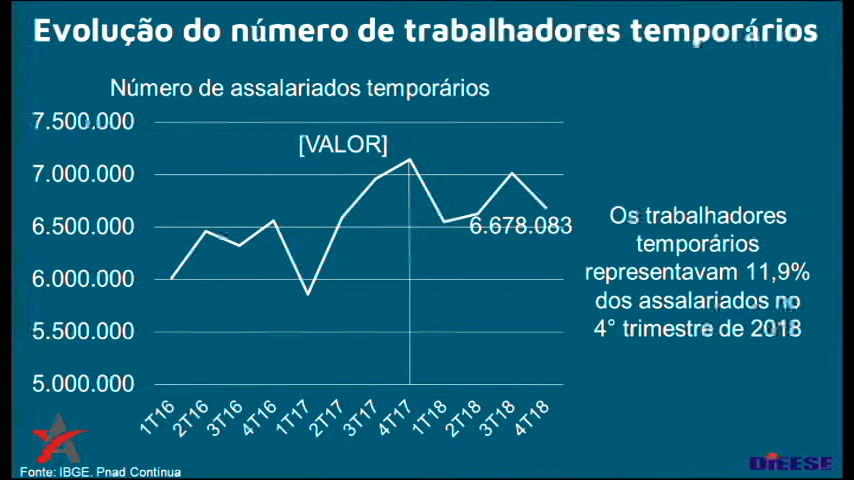 Evolução do número de trabalhadores temporários
Número de assalariados temporários
7.500.000
7.000.000
6.500.000
6.000.000
5.500.000
5.000.000
[VALOR]
6.678.083
1T16
2T16
3T16
4T16
1T17
2T17
3T17
4T17
1T18
2T18
3T18
4T18
Os trabalhadores
temporários
representavam 11,9%
dos assalariados no
4° trimestre de 2018
Fonte: IBGE. Pnad Contínua
DIEESE